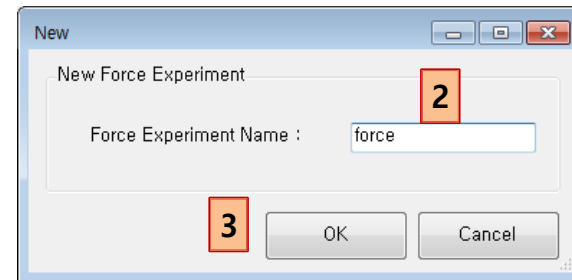 New
New Force Experiment
2
Force Experiment Name :
force
3
OK
Cancel